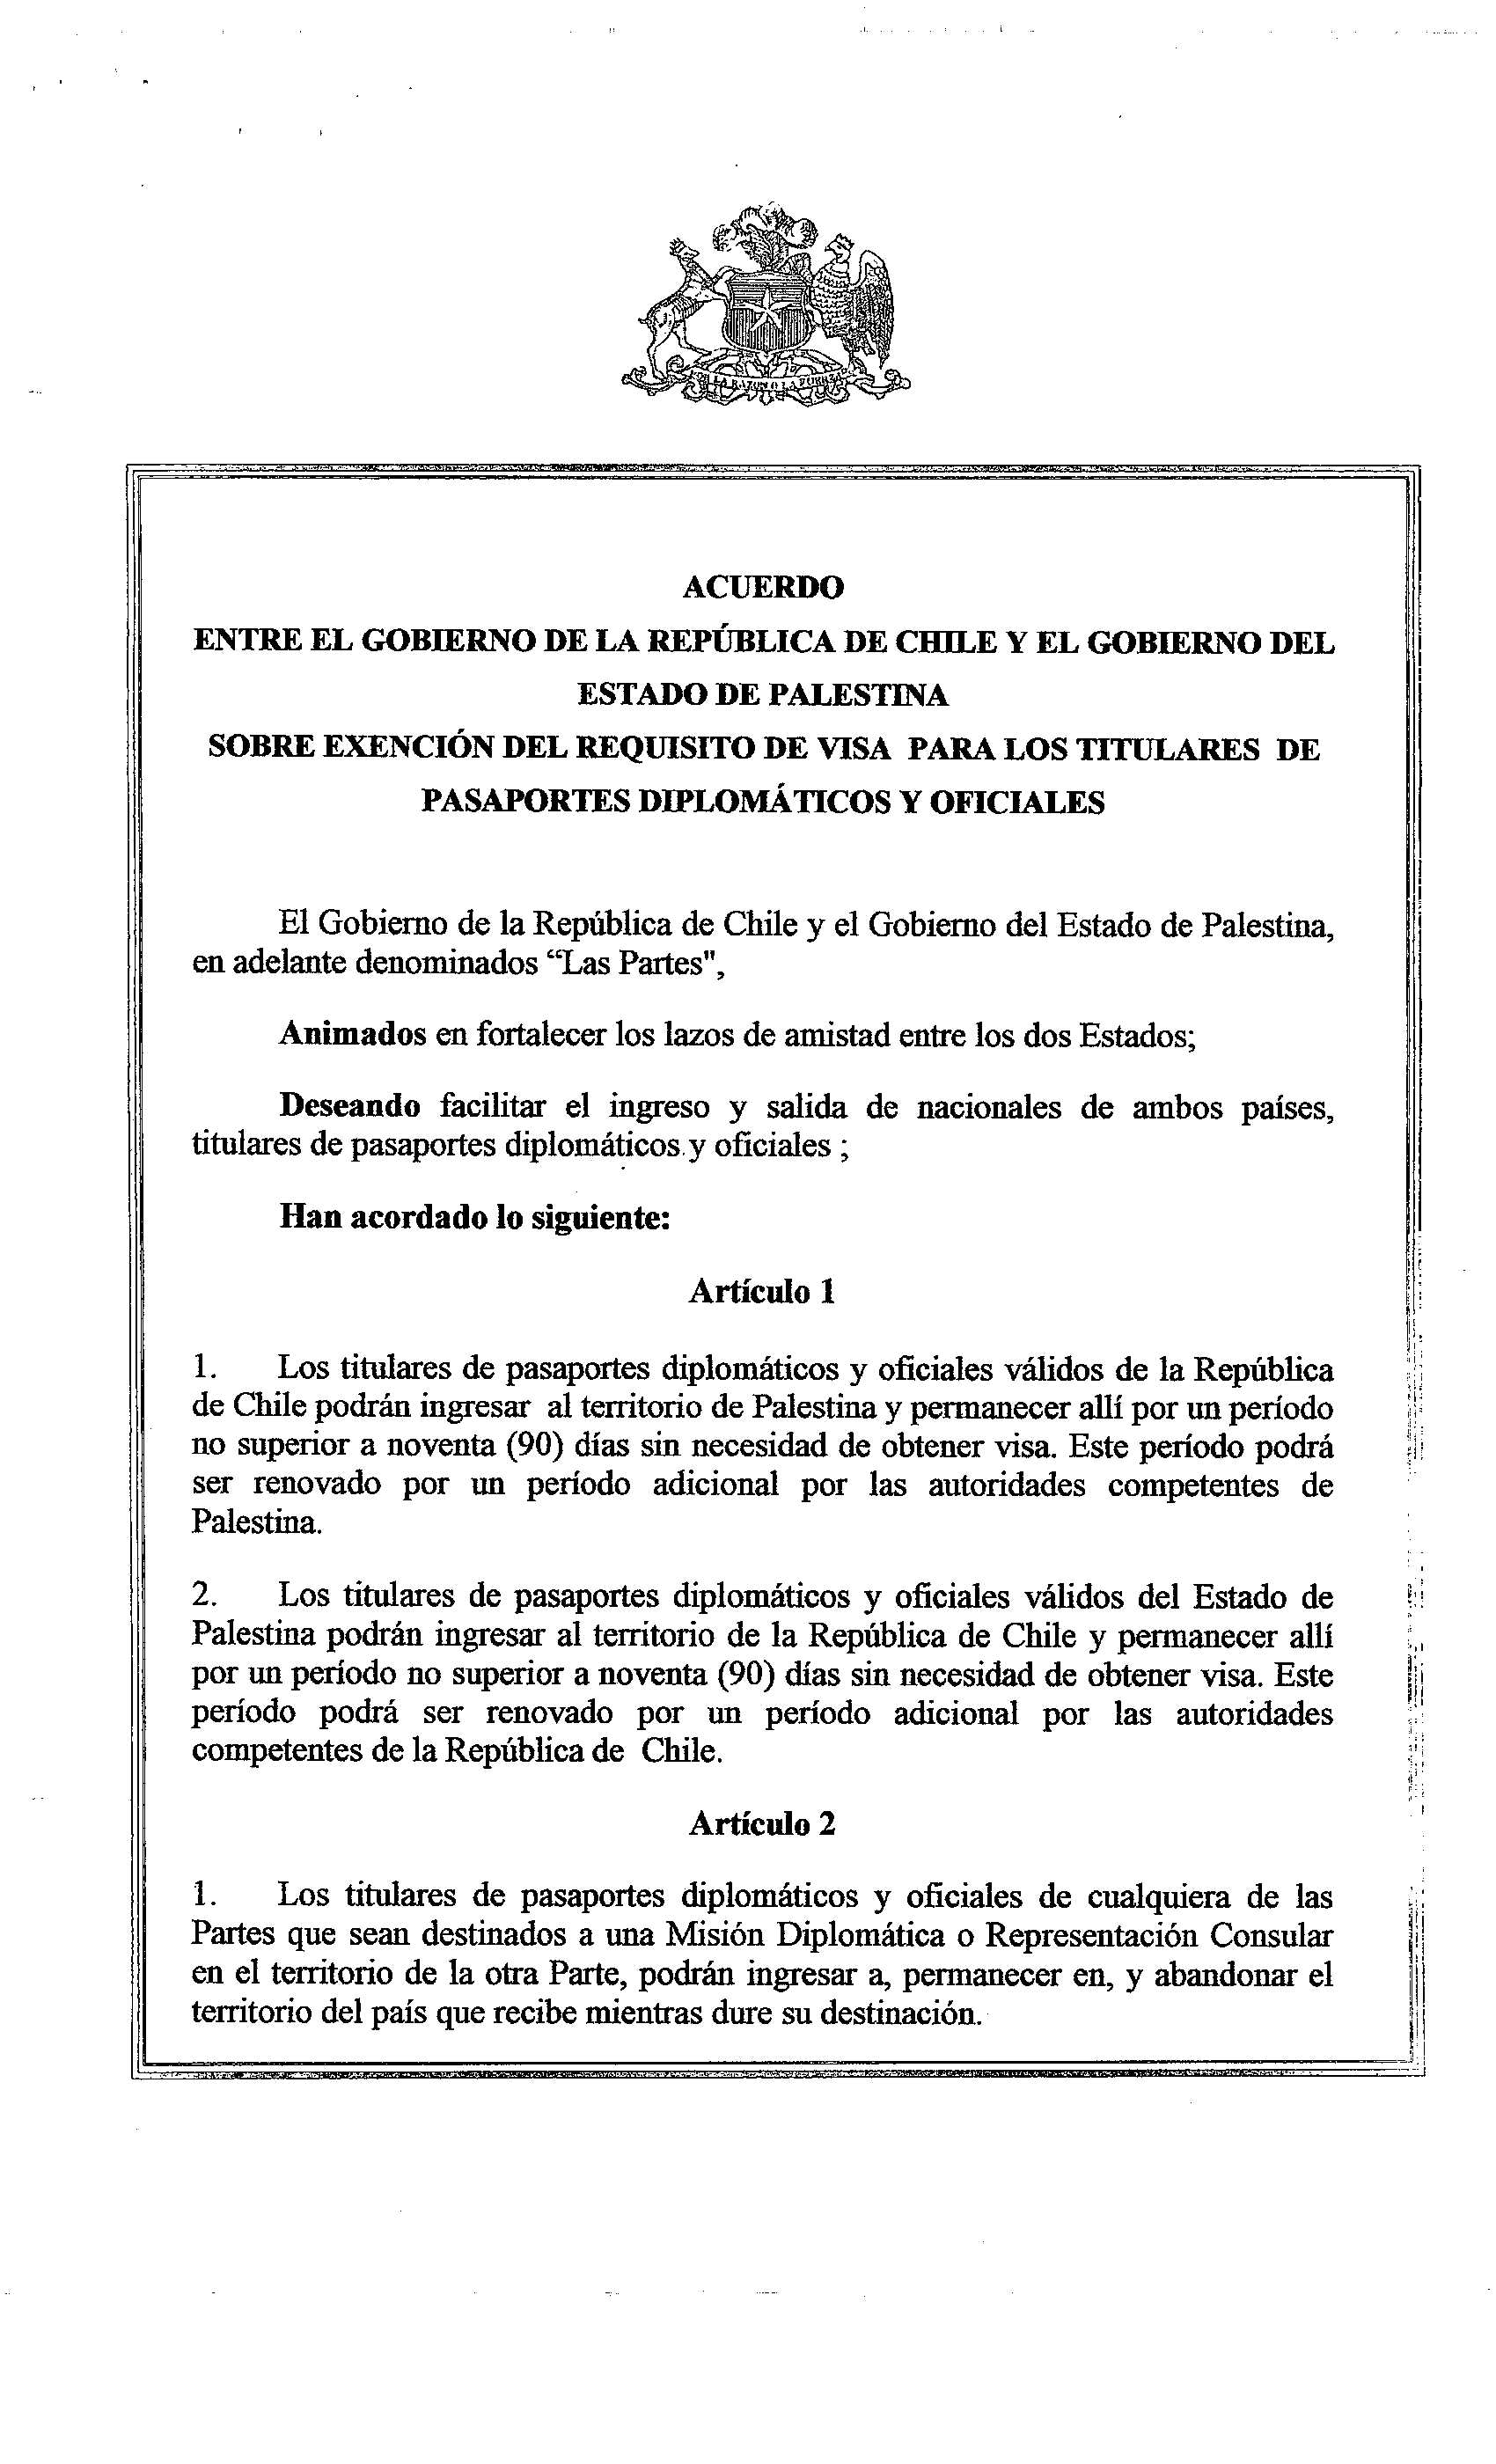 LA RAZON O LA FUERZA
ACUERDO
ENTRE EL GOBIERNO DE LA REPÚBLICA DE CHILE Y EL GOBIERNO DEL
ESTADO DE PALESTINA
SOBRE EXENCIÓN DEL REQUISITO DE VISA PARA LOS TITULARES DE
PASAPORTES DIPLOMÁTICOS Y OFICIALES
El Gobierno de la República de Chile y el Gobierno del Estado de Palestina,
en adelante denominados “Las Partes",
Animados en fortalecer los lazos de amistad entre los dos Estados;
Deseando facilitar el ingreso y salida de nacionales de ambos países,
titulares de pasaportes diplomáticos y oficiales ;
Han acordado lo siguiente:
Artículo 1
1. Los titulares de pasaportes diplomáticos y oficiales válidos de la República
de Chile podrán ingresar al territorio de Palestina y permanecer allí por un período
no superior a noventa (90) días sin necesidad de obtener visa. Este período podrá
ser renovado por un período adicional por las autoridades competentes de
Palestina.
2. Los titulares de pasaportes diplomáticos y oficiales válidos del Estado de
Palestina podrán ingresar al territorio de la República de Chile y permanecer allí
por un período no superior a noventa (90) días sin necesidad de obtener visa. Este
período podrá ser renovado por un período adicional por las autoridades
competentes de la República de Chile.
Artículo 2
1. Los titulares de pasaportes diplomáticos y oficiales de cualquiera de las
Partes que sean destinados a una Misión Diplomática o Representación Consular
en el territorio de la otra Parte, podrán ingresar a, permanecer en, y abandonar el
territorio del país que recibe mientras dure su destinación.